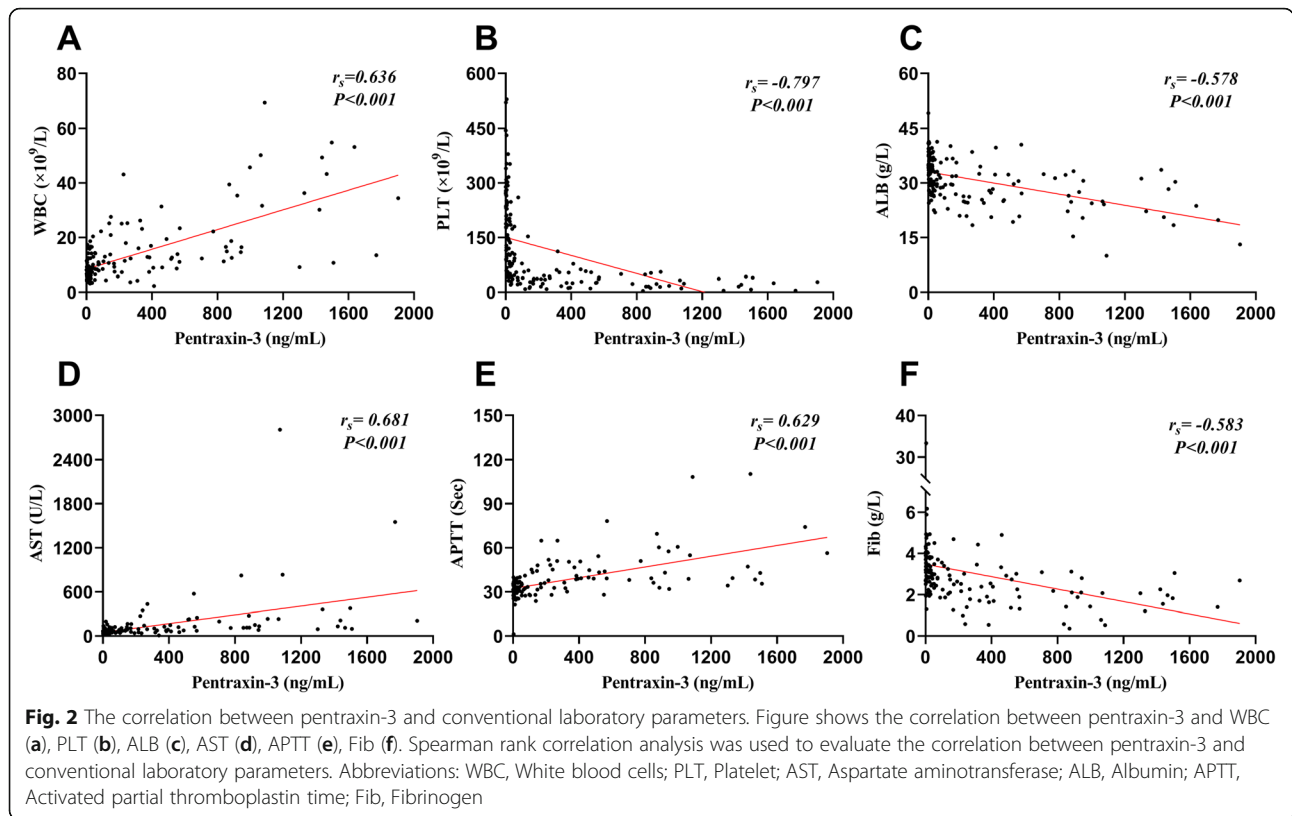 A
rs=0.636
P<0.001
80
60
40
20
0
WBC (×10⁹/L)
0 400 800 1200 1600 2000
Pentraxin-3 (ng/mL)
B
rs= -0.797
P<0.001
600
450
300
150
0
PLT (×10⁹/L)
0 400 800 1200 1600 2000
Pentraxin-3 (ng/mL)
C
rs= -0.578
P<0.001
60
45
30
15
0
ALB (g/L)
0 400 800 1200 1600 2000
Pentraxin-3 (ng/mL)
D
rs= 0.681
P<0.001
3000
2400
1800
1200
600
0
AST (U/L)
0 400 800 1200 1600 2000
Pentraxin-3 (ng/mL)
E
rs= 0.629
P<0.001
150
120
90
60
30
0
APTT (Sec)
0 400 800 1200 1600 2000
Pentraxin-3 (ng/mL)
F
rs= -0.583
P<0.001
40
30
6
4
2
0
Fib (g/L)
0 400 800 1200 1600 2000
Pentraxin-3 (ng/mL)
Fig. 2 The correlation between pentraxin-3 and conventional laboratory parameters. Figure shows the correlation between pentraxin-3 and WBC
(a), PLT (b), ALB (c), AST (d), APTT (e), Fib (f). Spearman rank correlation analysis was used to evaluate the correlation between pentraxin-3 and
conventional laboratory parameters. Abbreviations: WBC, White blood cells; PLT, Platelet; AST, Aspartate aminotransferase; ALB, Albumin; APTT,
Activated partial thromboplastin time; Fib, Fibrinogen